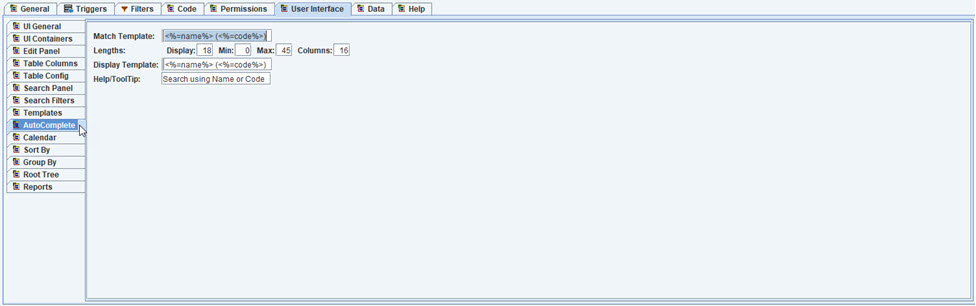 General Triggers Filters Code Permissions User Interface Data Help
UI General
UI Containers
Edit Panel
Table Columns
Table Config
Search Panel
Search Filters
Templates
AutoComplete
Calendar
Sort By
Group By
Root Tree
Reports
Match Template: <%=name%> (<%=code%>)
Lengths: Display: 18 Min: 0 Max: 45 Columns: 16
Display Template: <%=name%> (<%=code%>)
Help/ToolTip: Search using Name or Code